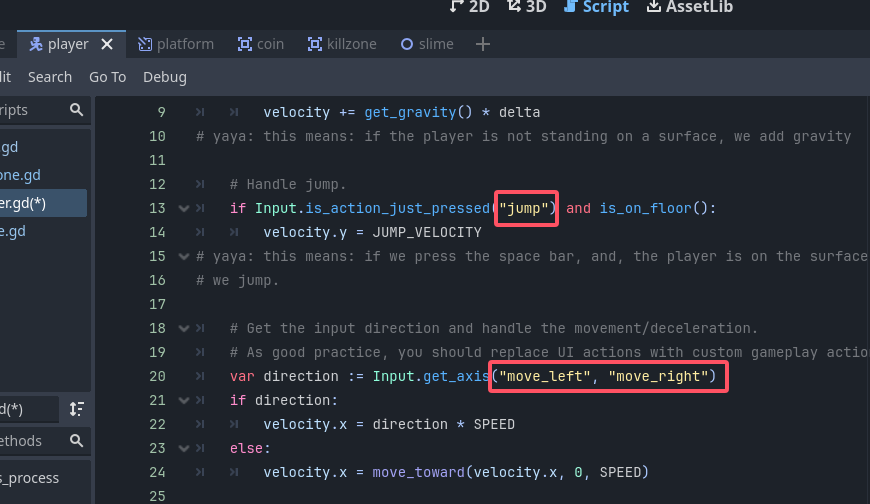 2D 3D Script AssetLib
e player platform coin killzone slime
dit Search Go To Debug
ripts
.gd
one.gd
er.gd(*)
e.gd
d(*)
ethods
s_process
9 velocity += get_gravity() * delta
10 # yaya: this means: if the player is not standing on a surface, we add gravity
11
12 # Handle jump.
13 if Input.is_action_just_pressed("jump") and is_on_floor():
14 velocity.y = JUMP_VELOCITY
15 # yaya: this means: if we press the space bar, and, the player is on the surface
16 # we jump.
17
18 # Get the input direction and handle the movement/deceleration.
19 # As good practice, you should replace UI actions with custom gameplay actio
20 var direction := Input.get_axis("move_left", "move_right")
21 if direction:
22 velocity.x = direction * SPEED
23 else:
24 velocity.x = move_toward(velocity.x, 0, SPEED)
25